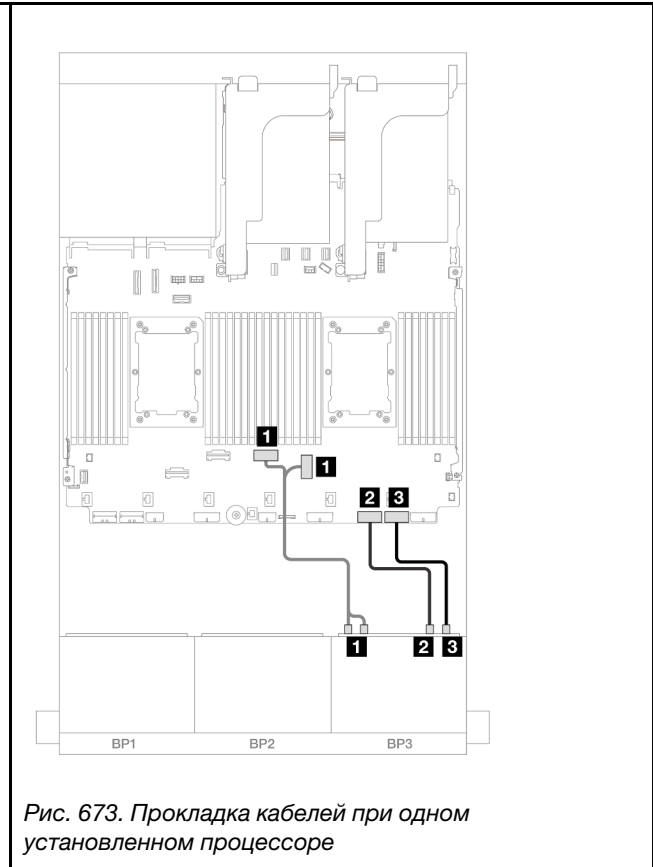 1
1
2 3
1 2 3
BP1 BP2 BP3
Рис. 673. Прокладка кабелей при одном
установленном процессоре